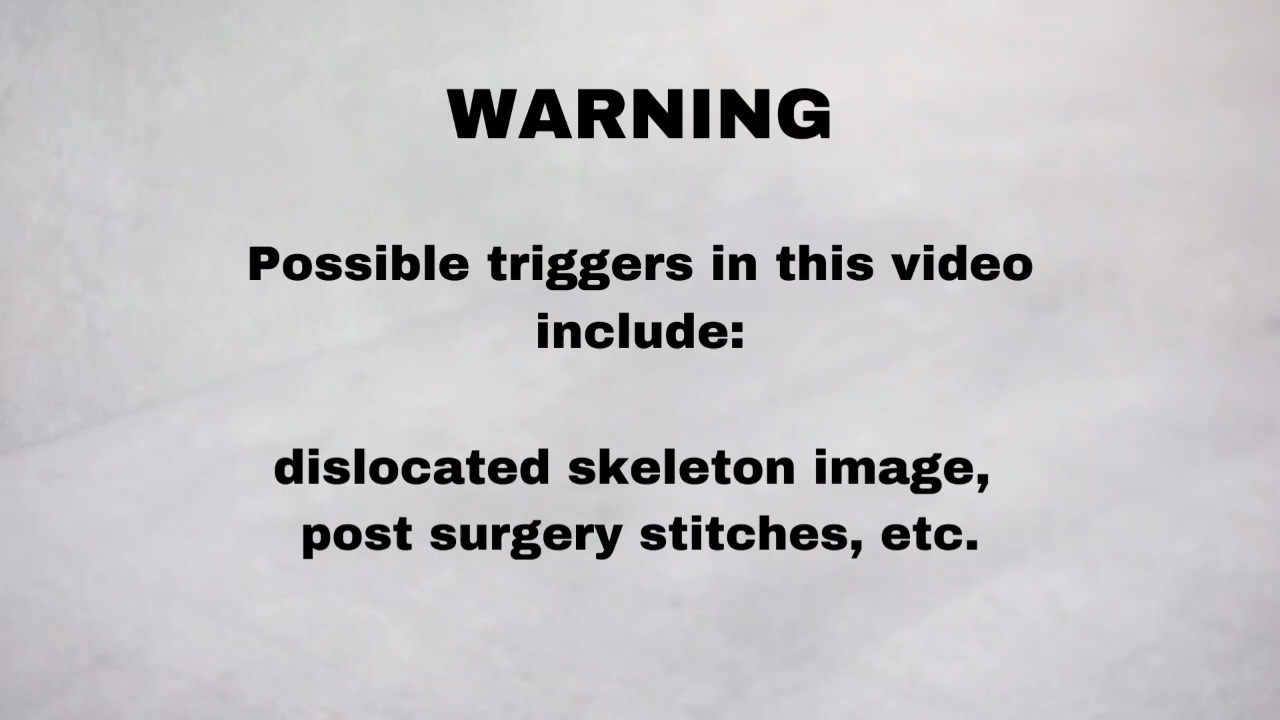 WARNING
Possible triggers in this video
include:
dislocated skeleton image,
post surgery stitches, etc.